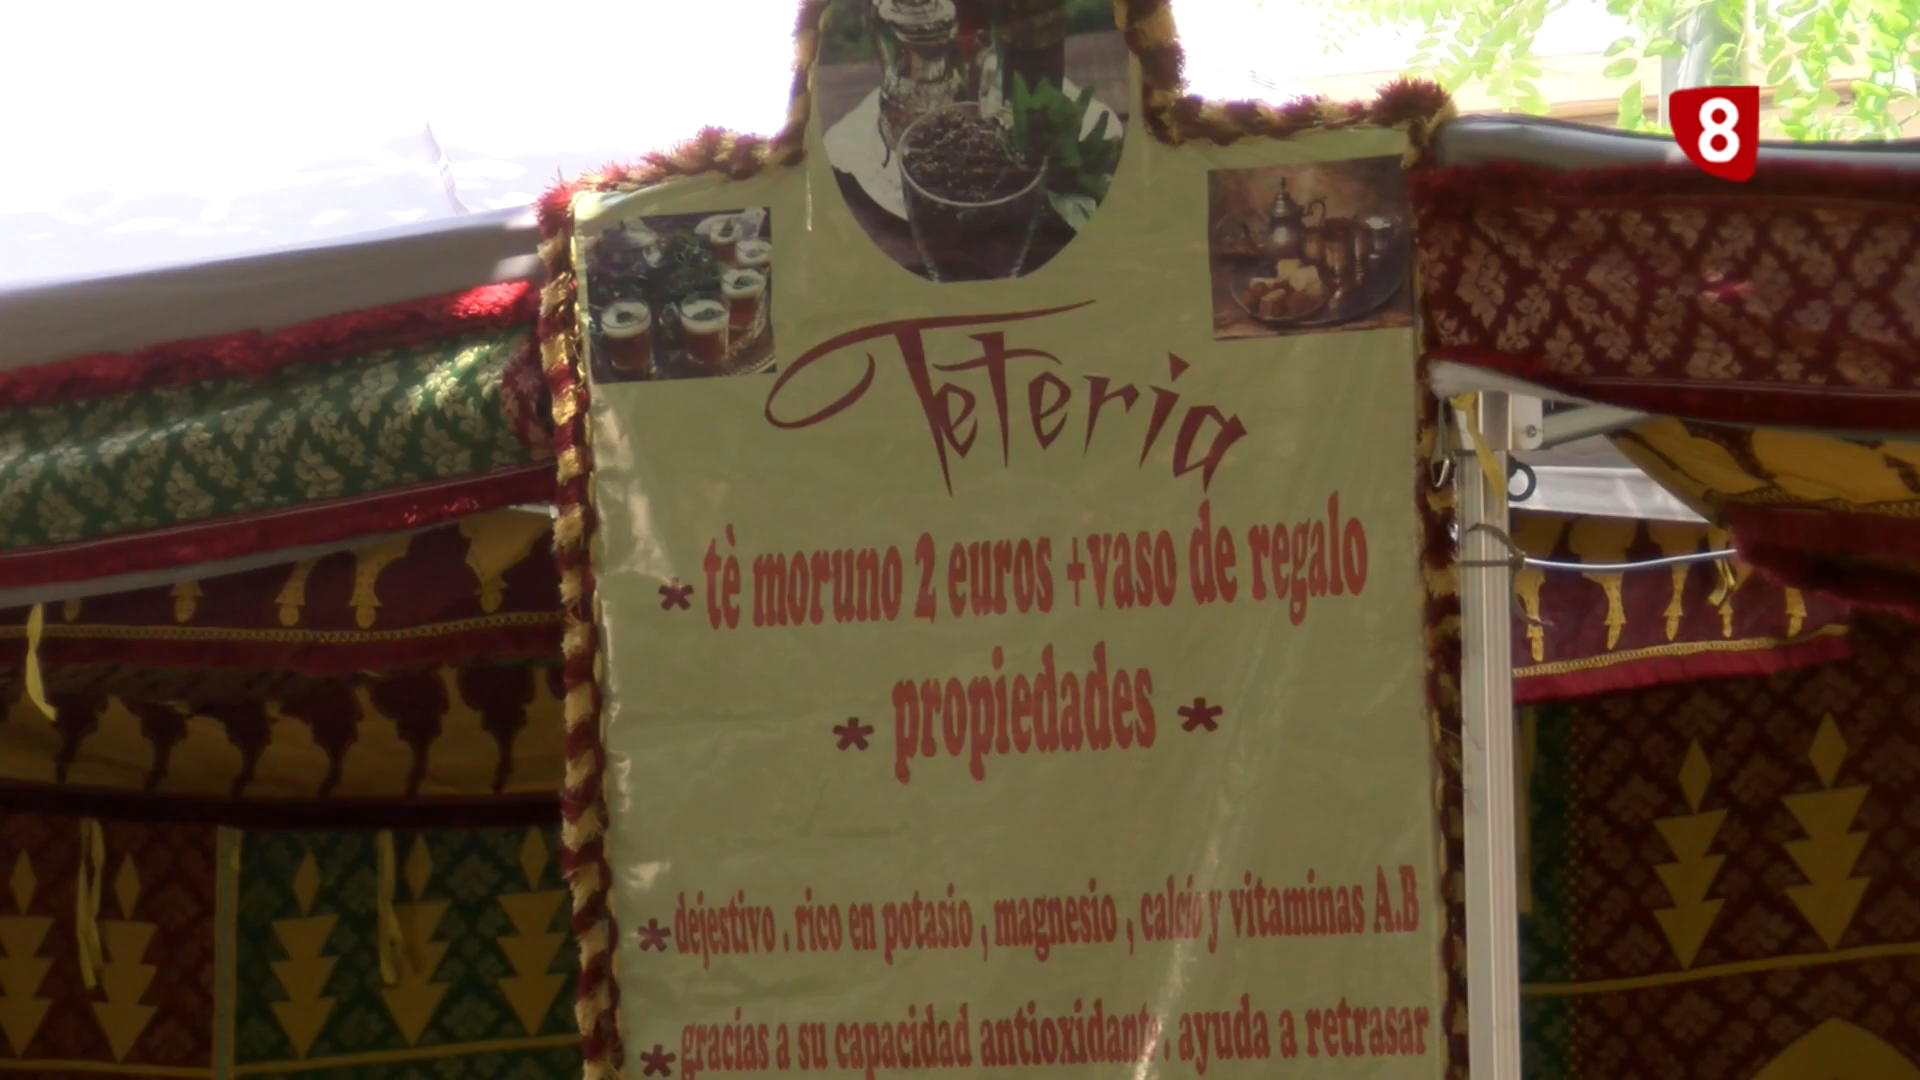 8
Teteria
* tè moruno 2 euros +vaso de regalo
* propiedades *
* dejestivo . rico en potasio , magnesio , calcio y vitaminas A.B
* gracias a su capacidad antioxidante . ayuda a retrasar